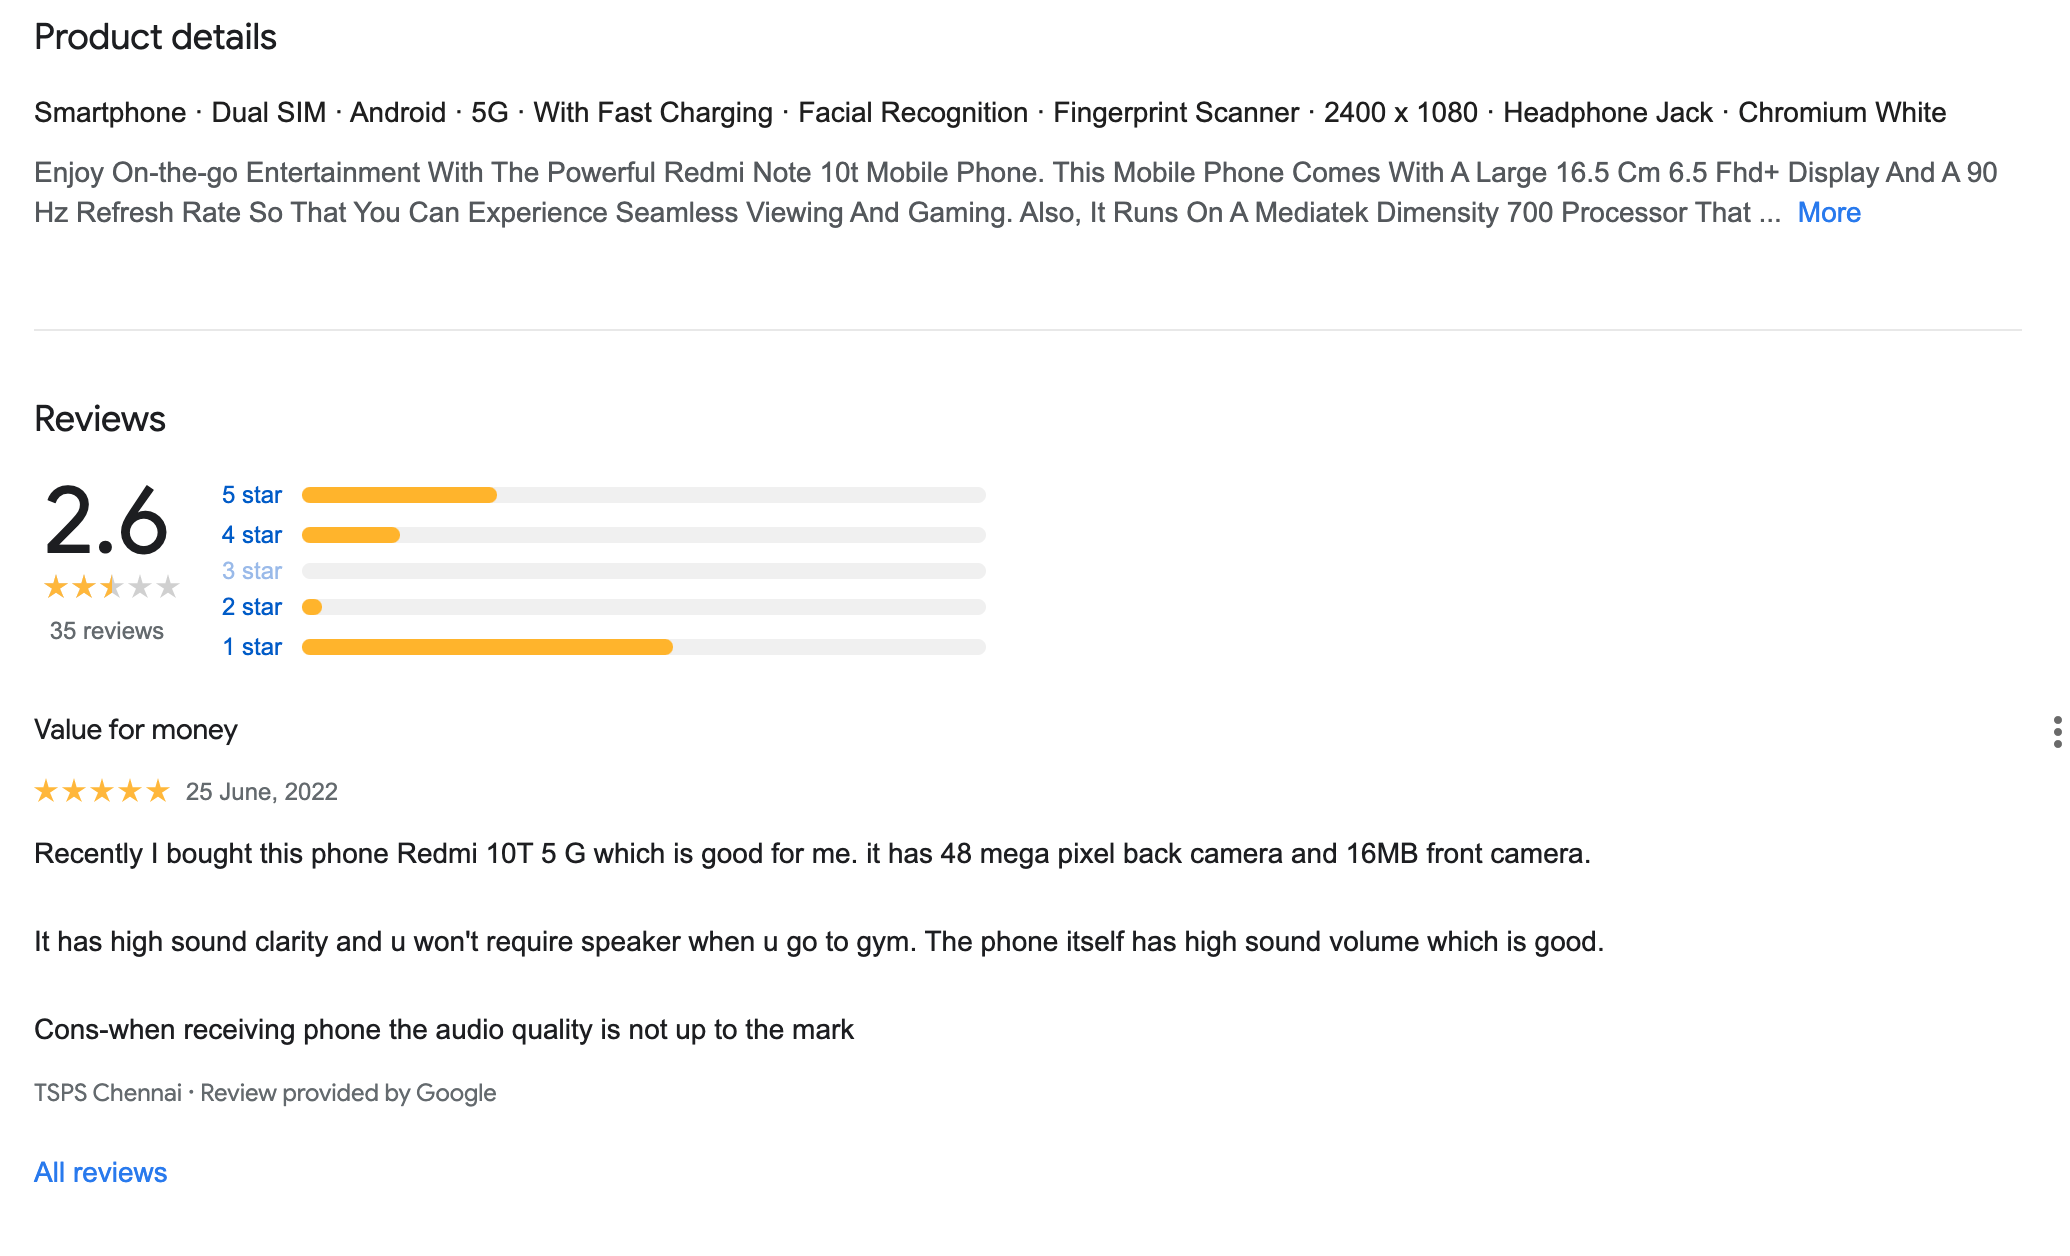 Product details
Smartphone · Dual SIM · Android · 5G · With Fast Charging · Facial Recognition · Fingerprint Scanner · 2400 x 1080 · Headphone Jack · Chromium White
Enjoy On-the-go Entertainment With The Powerful Redmi Note 10t Mobile Phone. This Mobile Phone Comes With A Large 16.5 Cm 6.5 Fhd+ Display And A 90
Hz Refresh Rate So That You Can Experience Seamless Viewing And Gaming. Also, It Runs On A Mediatek Dimensity 700 Processor That ... More
Reviews
2.6
35 reviews
5 star
4 star
3 star
2 star
1 star
Value for money
25 June, 2022
Recently I bought this phone Redmi 10T 5 G which is good for me. it has 48 mega pixel back camera and 16MB front camera.
It has high sound clarity and u won't require speaker when u go to gym. The phone itself has high sound volume which is good.
Cons-when receiving phone the audio quality is not up to the mark
TSPS Chennai · Review provided by Google
All reviews